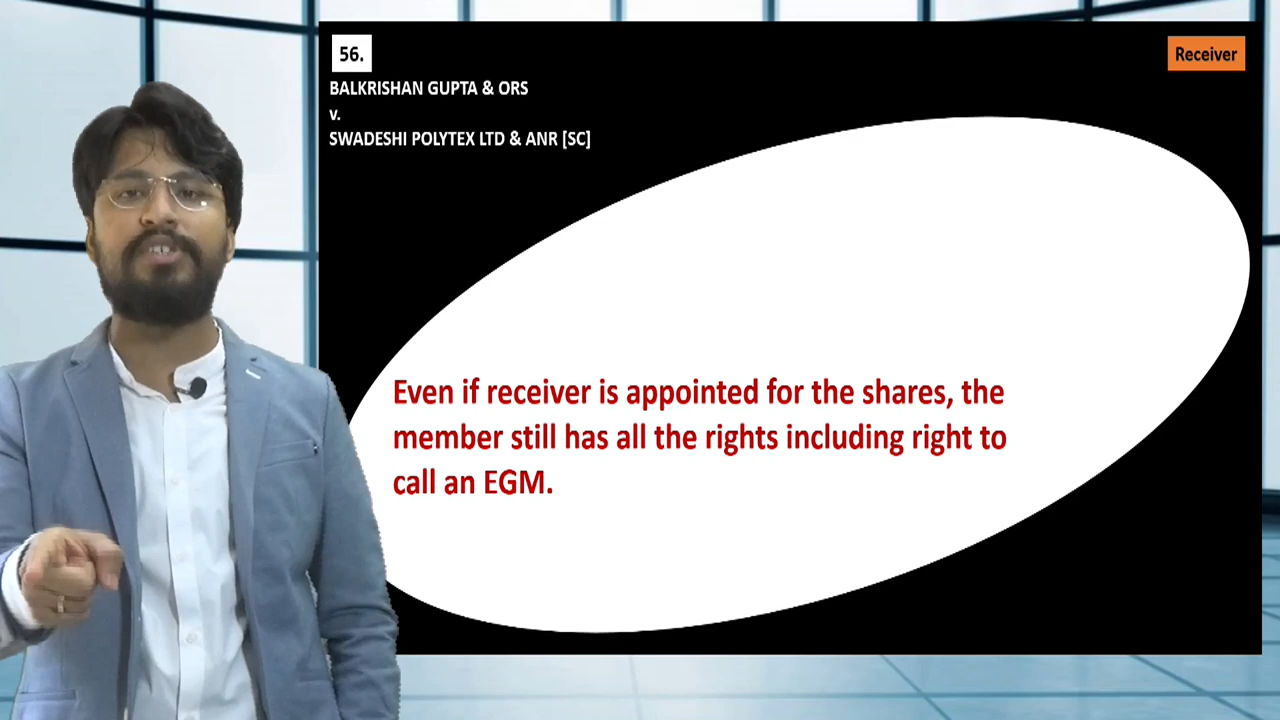 56.
Receiver
BALKRISHAN GUPTA & ORS
v.
SWADESHI POLYTEX LTD & ANR [SC]
Even if receiver is appointed for the shares, the
member still has all the rights including right to
call an EGM.